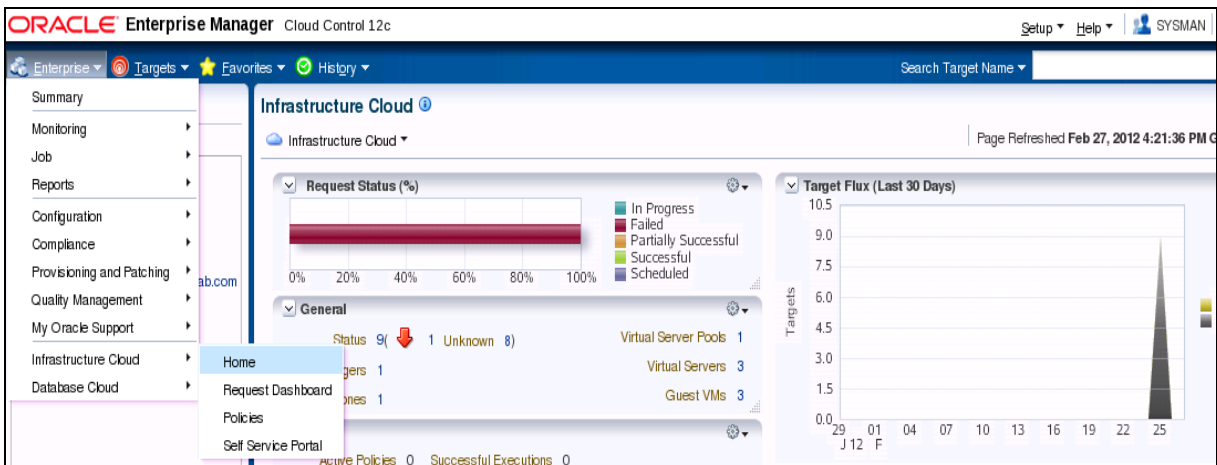 ORACLE Enterprise Manager Cloud Control 12c
Setup Help SYSMAN
Enterprise Targets Favorites History
Search Target Name
Summary
Monitoring
Job
Reports
Configuration
Compliance
Provisioning and Patching
Quality Management
My Oracle Support
Infrastructure Cloud
Database Cloud
Home
Request Dashboard
Policies
Self Service Portal
ab.com
Infrastructure Cloud
Infrastructure Cloud
Page Refreshed Feb 27, 2012 4:21:36 PM G
Request Status (%)
0% 20% 40% 60% 80% 100%
In Progress
Failed
Partially Successful
Successful
Scheduled
General
Status 9( 1 Unknown 8)
gers 1
ones 1
Virtual Server Pools 1
Virtual Servers 3
Guest VMs 3
Active Policies 0 Successful Executions 0
Target Flux (Last 30 Days)
Targets
10.5
9.0
7.5
6.0
4.5
3.0
1.5
0.0
29 01 04 07 10 13 16 19 22 25
J 12 F